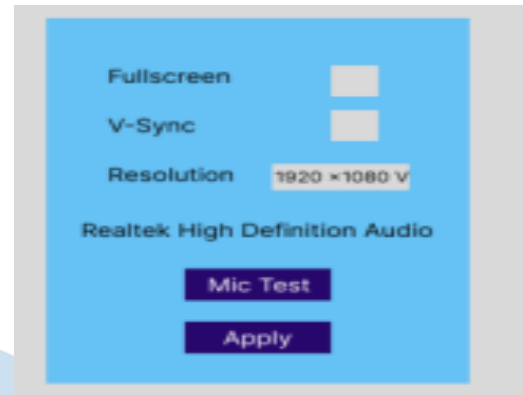 Fullscreen
V-Sync
Resolution 1920 ×1080 V
Realtek High Definition Audio
Mic Test
Apply